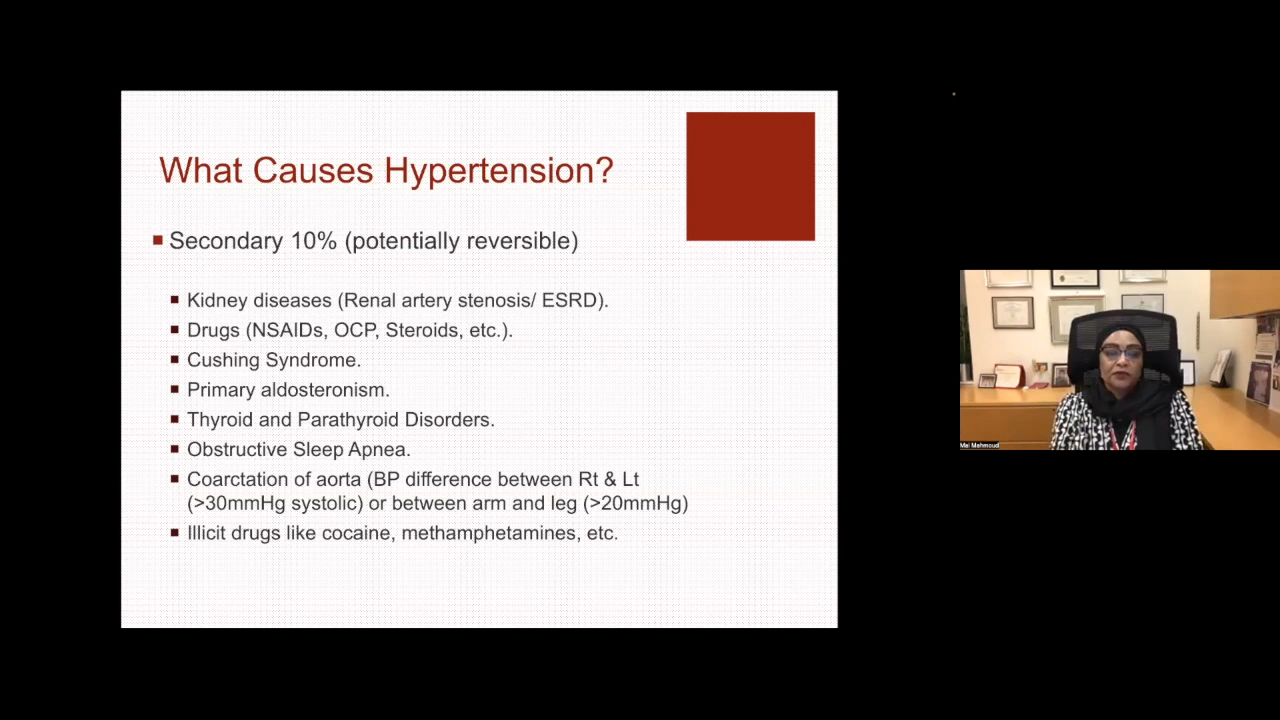 What Causes Hypertension?
Secondary 10% (potentially reversible)
Kidney diseases (Renal artery stenosis/ ESRD).
Drugs (NSAIDs, OCP, Steroids, etc.).
Cushing Syndrome.
Primary aldosteronism.
Thyroid and Parathyroid Disorders.
Obstructive Sleep Apnea.
Coarctation of aorta (BP difference between Rt & Lt
(>30mmHg systolic) or between arm and leg (>20mmHg)
Illicit drugs like cocaine, methamphetamines, etc.
Mai Mahmoud